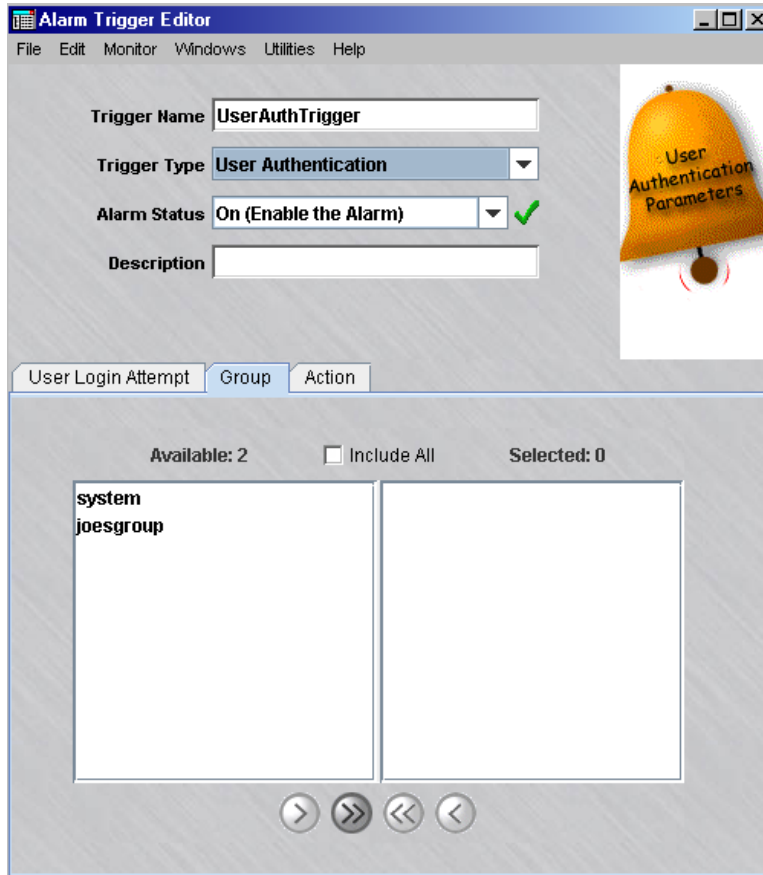 Alarm Trigger Editor
File Edit Monitor Windows Utilities Help
Trigger Name UserAuthTrigger
Trigger Type User Authentication
Alarm Status On (Enable the Alarm)
Description
User
Authentication
Parameters
User Login Attempt Group Action
Available: 2 Include All Selected: 0
system
joesgroup